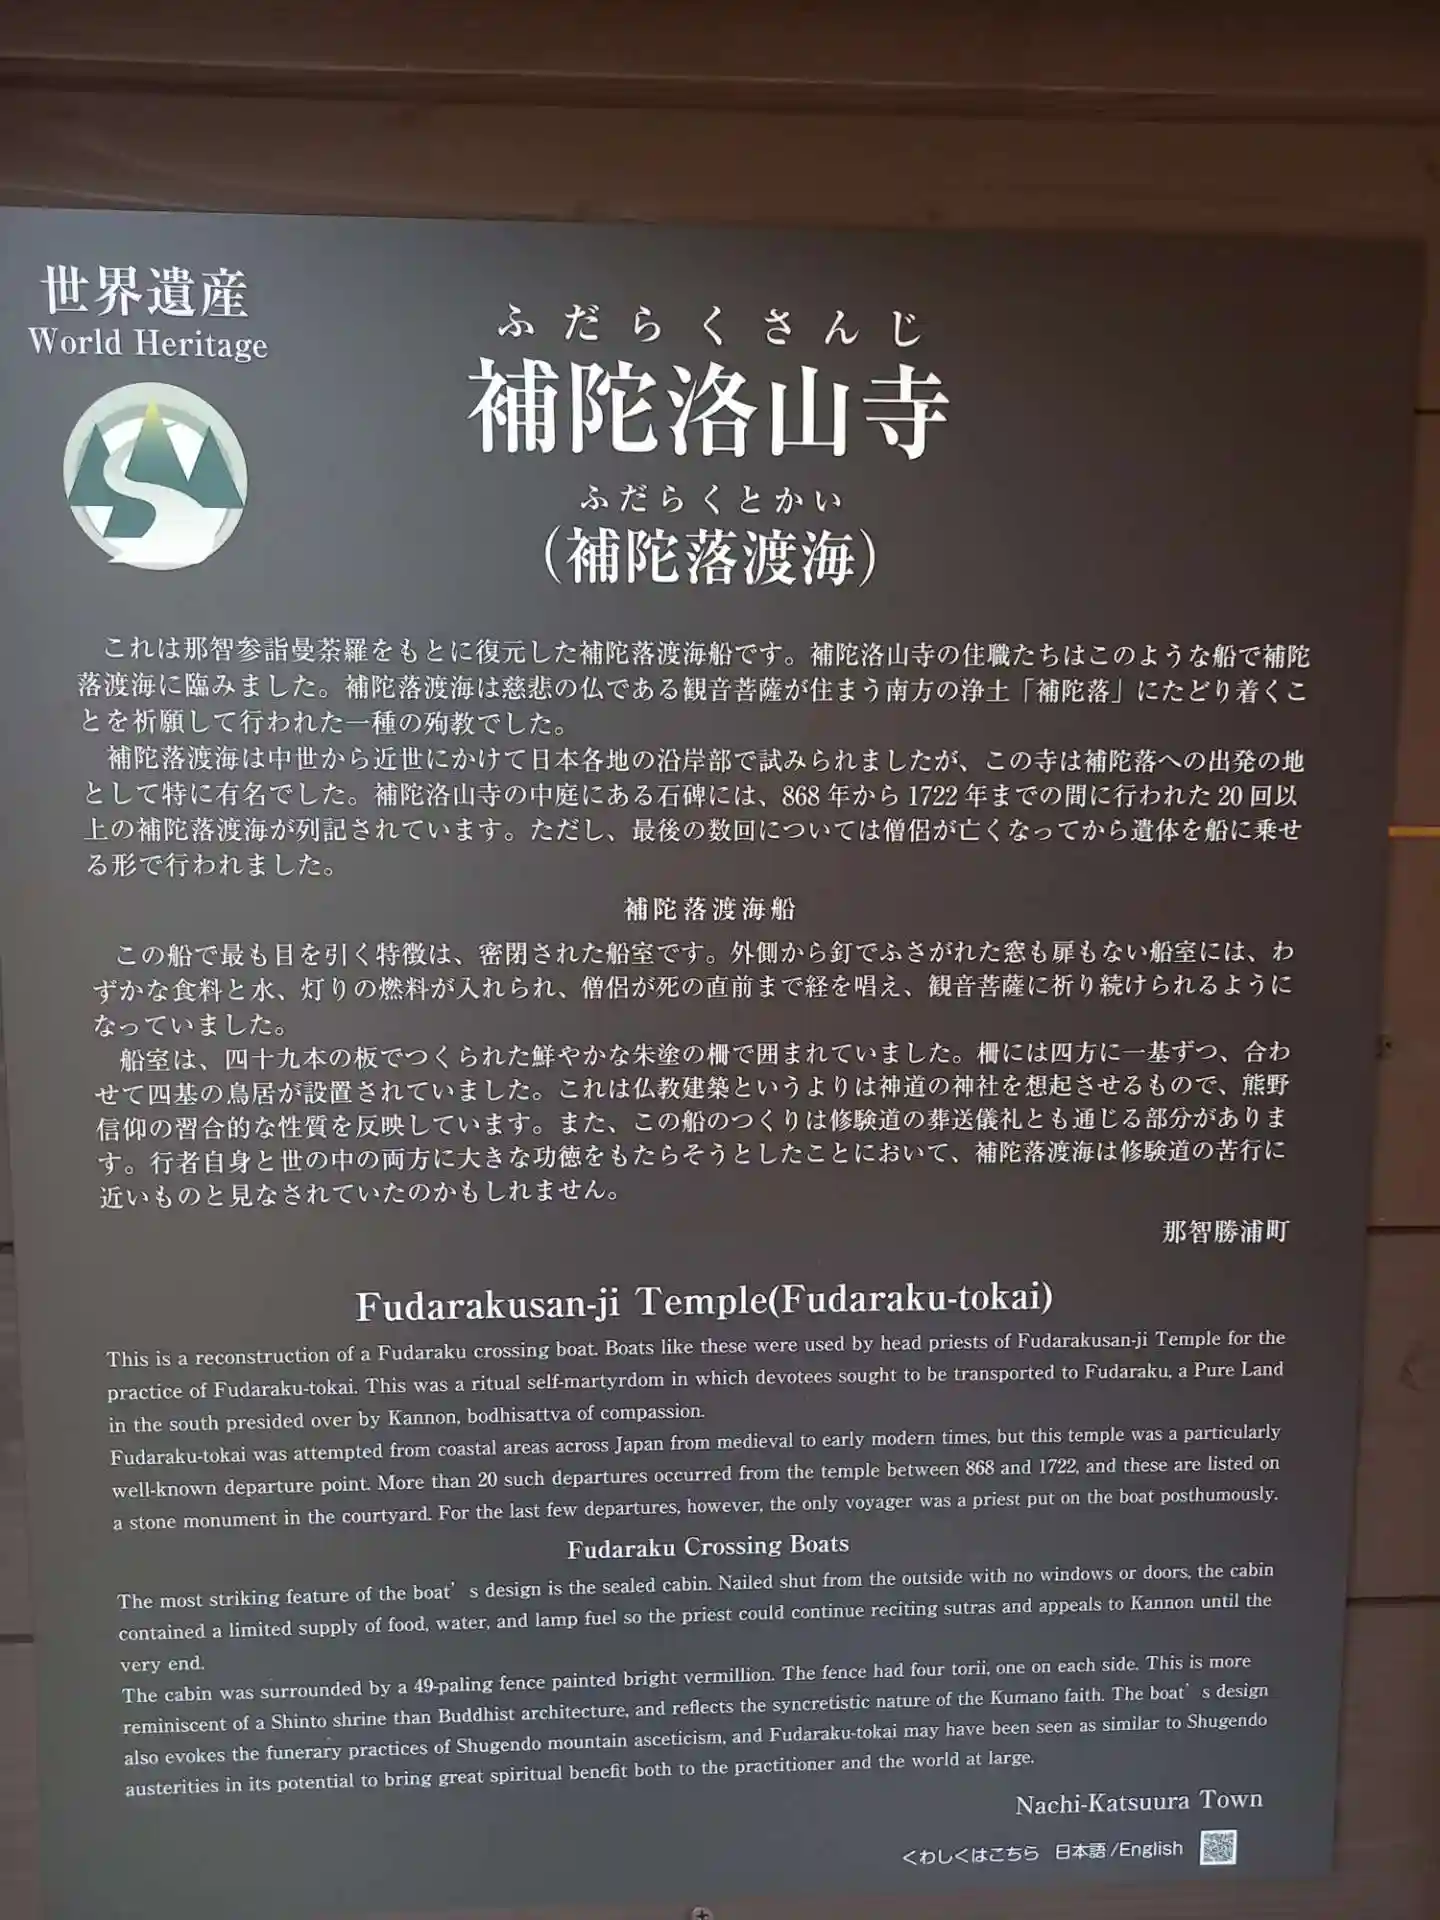 世界遺産
World Heritage
ふだらくさんじ
補陀洛山寺
ふだらくとかい
（補陀落渡海）
これは那智参詣曼荼羅をもとに復元した補陀落渡海船です。補陀洛山寺の住職たちはこのような船で補陀
落渡海に臨みました。補陀落渡海は慈悲の仏である観音菩薩が住まう南方の浄土「補陀落」にたどり着くこ
とを祈願して行われた一種の殉教でした。
補陀落渡海は中世から近世にかけて日本各地の沿岸部で試みられましたが、この寺は補陀落への出発の地
として特に有名でした。補陀洛山寺の中庭にある石碑には、868年から1722年までの間に行われた20回以
上の補陀落渡海が列記されています。ただし、最後の数回については僧侶が亡くなってから遺体を船に乗せ
る形で行われました。
補陀落渡海船
この船で最も目を引く特徴は、密閉された船室です。外側から釘でふさがれた窓も扉もない船室には、わ
ずかな食料と水、灯りの燃料が入れられ、僧侶が死の直前まで経を唱え、観音菩薩に祈り続けられるように
なっていました。
船室は、四十九本の板でつくられた鮮やかな朱塗の柵で囲まれていました。柵には四方に一基ずつ、合わ
せて四基の鳥居が設置されていました。これは仏教建築というよりは神道の神社を想起させるもので、熊野
信仰の習合的な性質を反映しています。また、この船のつくりは修験道の葬送儀礼とも通じる部分がありま
す。行者自身と世の中の両方に大きな功徳をもたらそうとしたことにおいて、補陀落渡海は修験道の苦行に
近いものと見なされていたのかもしれません。
那智勝浦町
Fudarakusan-ji Temple(Fudaraku-tokai)
This is a reconstruction of a Fudaraku crossing boat. Boats like these were used by head priests of Fudarakusan-ji Temple for the
practice of Fudaraku-tokai. This was a ritual self-martyrdom in which devotees sought to be transported to Fudaraku, a Pure Land
in the south presided over by Kannon, bodhisattva of compassion.
Fudaraku-tokai was attempted from coastal areas across Japan from medieval to early modern times, but this temple was a particularly
well-known departure point. More than 20 such departures occurred from the temple between 868 and 1722, and these are listed on
a stone monument in the courtyard. For the last few departures, however, the only voyager was a priest put on the boat posthumously.
Fudaraku Crossing Boats
The most striking feature of the boat's design is the sealed cabin. Nailed shut from the outside with no windows or doors, the cabin
contained a limited supply of food, water, and lamp fuel so the priest could continue reciting sutras and appeals to Kannon until the
very end.
The cabin was surrounded by a 49-paling fence painted bright vermillion. The fence had four torii, one on each side. This is more
reminiscent of a Shinto shrine than Buddhist architecture, and reflects the syncretistic nature of the Kumano faith. The boat's design
also evokes the funerary practices of Shugendo mountain asceticism, and Fudaraku-tokai may have been seen as similar to Shugendo
austerities in its potential to bring great spiritual benefit both to the practitioner and the world at large.
Nachi-Katsuura Town
くわしくはこちら 日本語/English